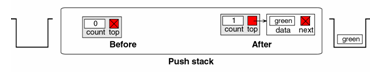 0
count top
Before
1
count top
green
data next
After
green
Push stack